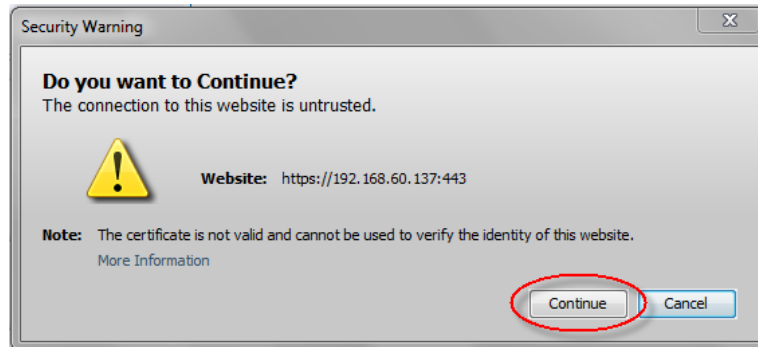 Security Warning
Do you want to Continue?
The connection to this website is untrusted.
Website: https://192.168.60.137:443
Note: The certificate is not valid and cannot be used to verify the identity of this website.
More Information
Continue Cancel